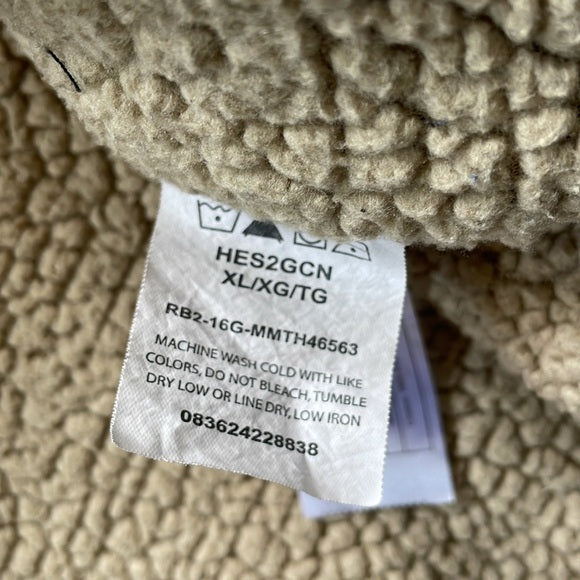 HES2GCN
XL/XG/TG
RB2-16G-MMTH46563
MACHINE WASH COLD WITH LIKE
COLORS, DO NOT BLEACH, TUMBLE
DRY LOW OR LINE DRY, LOW IRON
083624228838